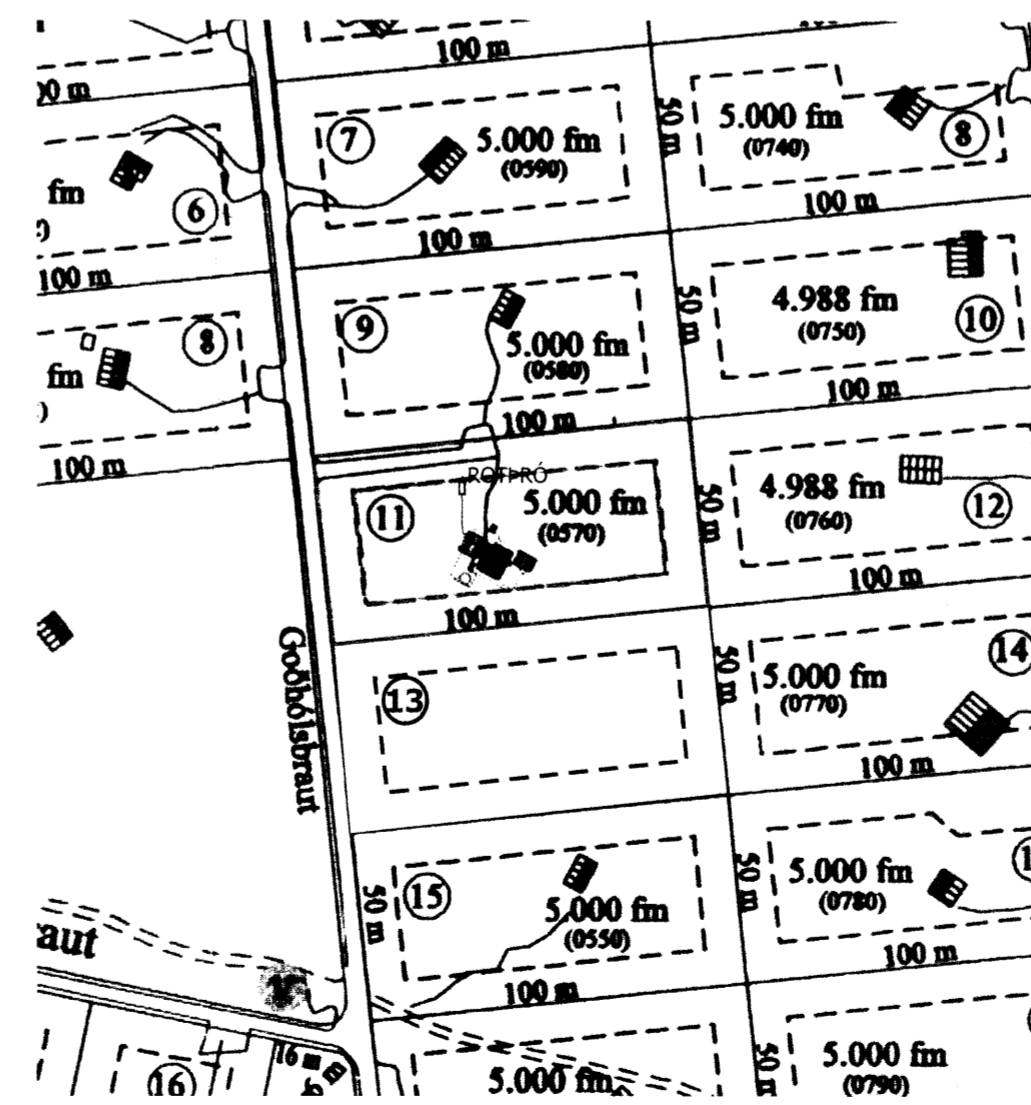 100 m
00 m
7
5.000 fm
(0590)
50 m
5.000 fm
(0740)
8
fm
6
100 m
100 m
100 m
9
5.000 fm
(0580)
50 m
4.988 fm
(0750)
10
8
fm
100 m
100 m
100 m
ROTÞRÓ
11
5.000 fm
(0570)
50 m
4.988 fm
(0760)
12
100 m
100 m
Goðhólsbraut
13
50 m
5.000 fm
(0770)
14
100 m
15
50 m
5.000 fm
(0550)
50 m
5.000 fm
(0780)
aut
100 m
100 m
16
16
5.000 fm
50 m
5.000 fm
(0790)